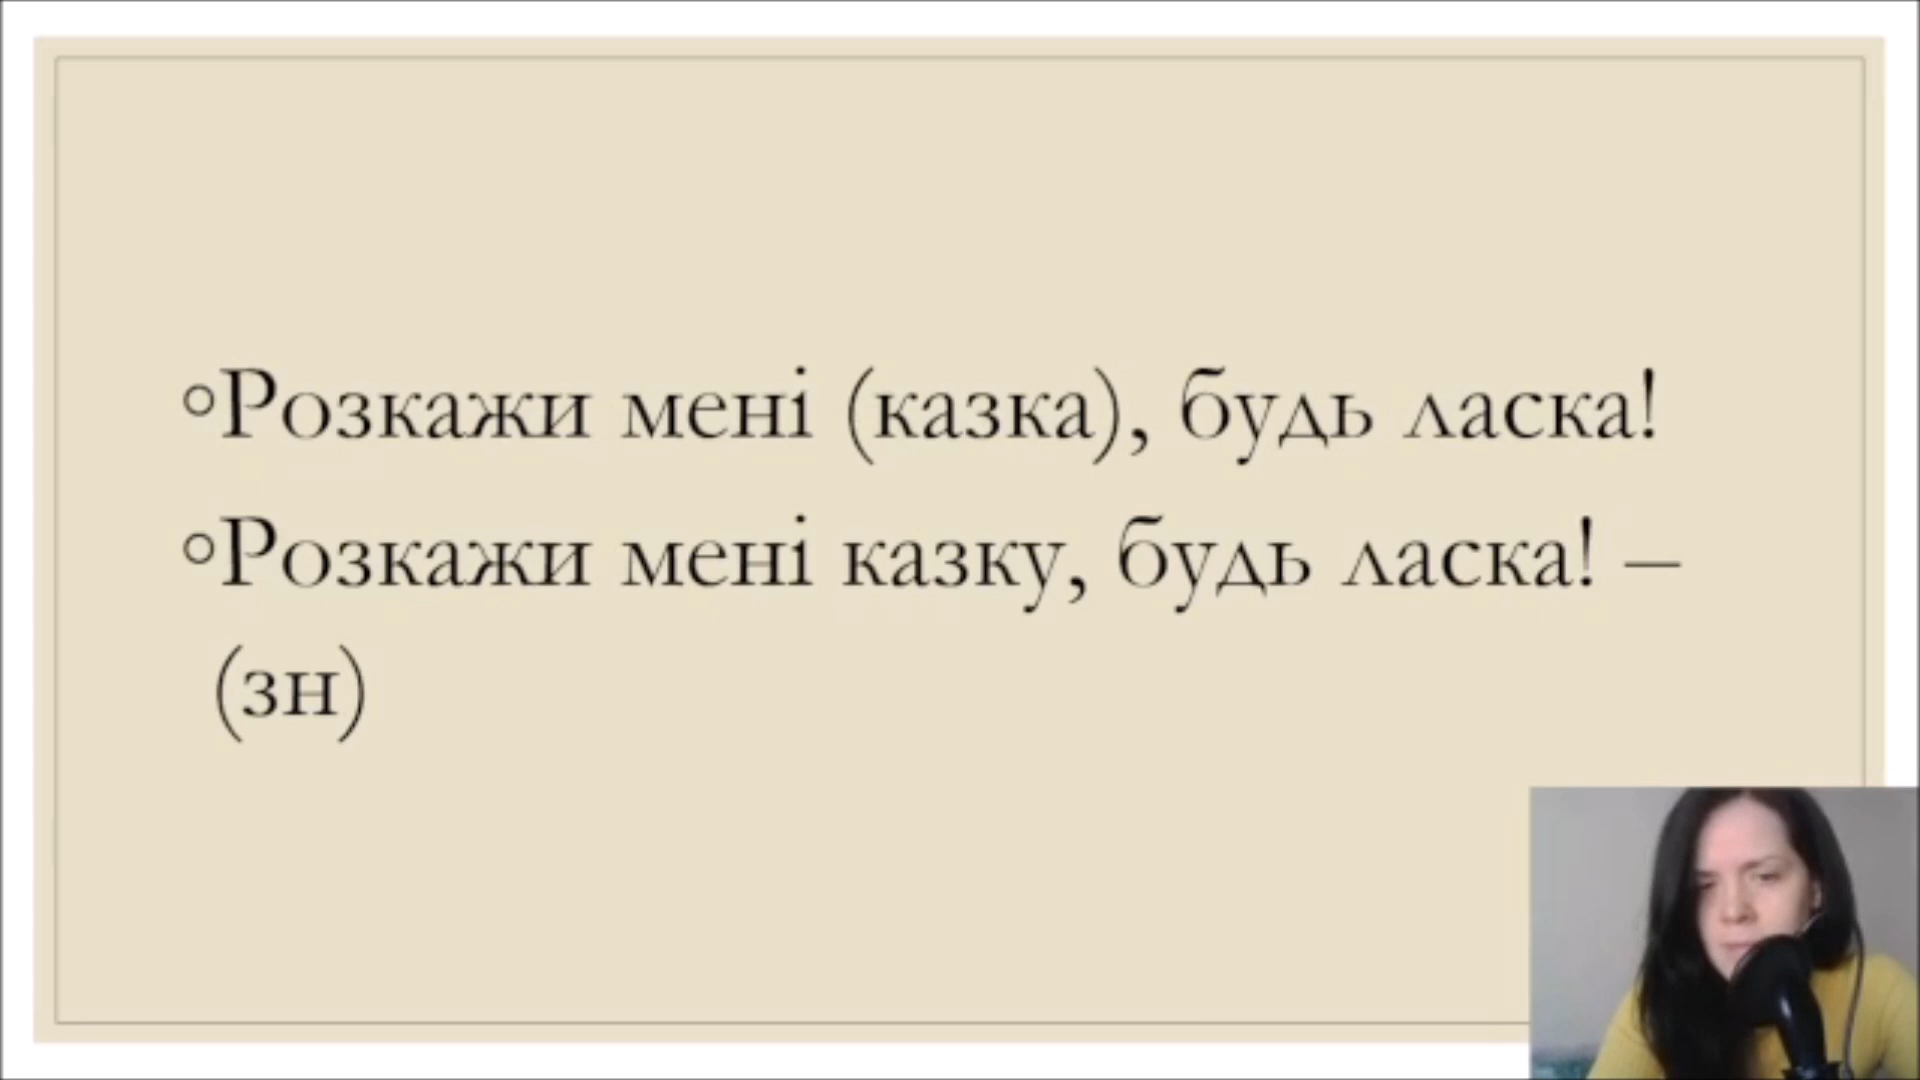 ◦Розкажи мені (казка), будь ласка!
◦Розкажи мені казку, будь ласка! –
(зн)